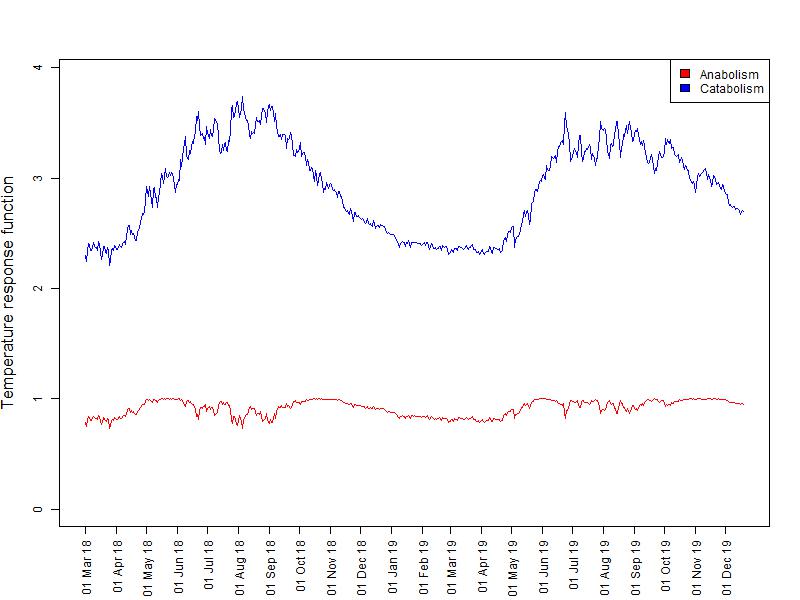 Anabolism
Catabolism
Temperature response function
4
3
2
1
0
01 Mar 18
01 Apr 18
01 May 18
01 Jun 18
01 Jul 18
01 Aug 18
01 Sep 18
01 Oct 18
01 Nov 18
01 Dec 18
01 Jan 19
01 Feb 19
01 Mar 19
01 Apr 19
01 May 19
01 Jun 19
01 Jul 19
01 Aug 19
01 Sep 19
01 Oct 19
01 Nov 19
01 Dec 19